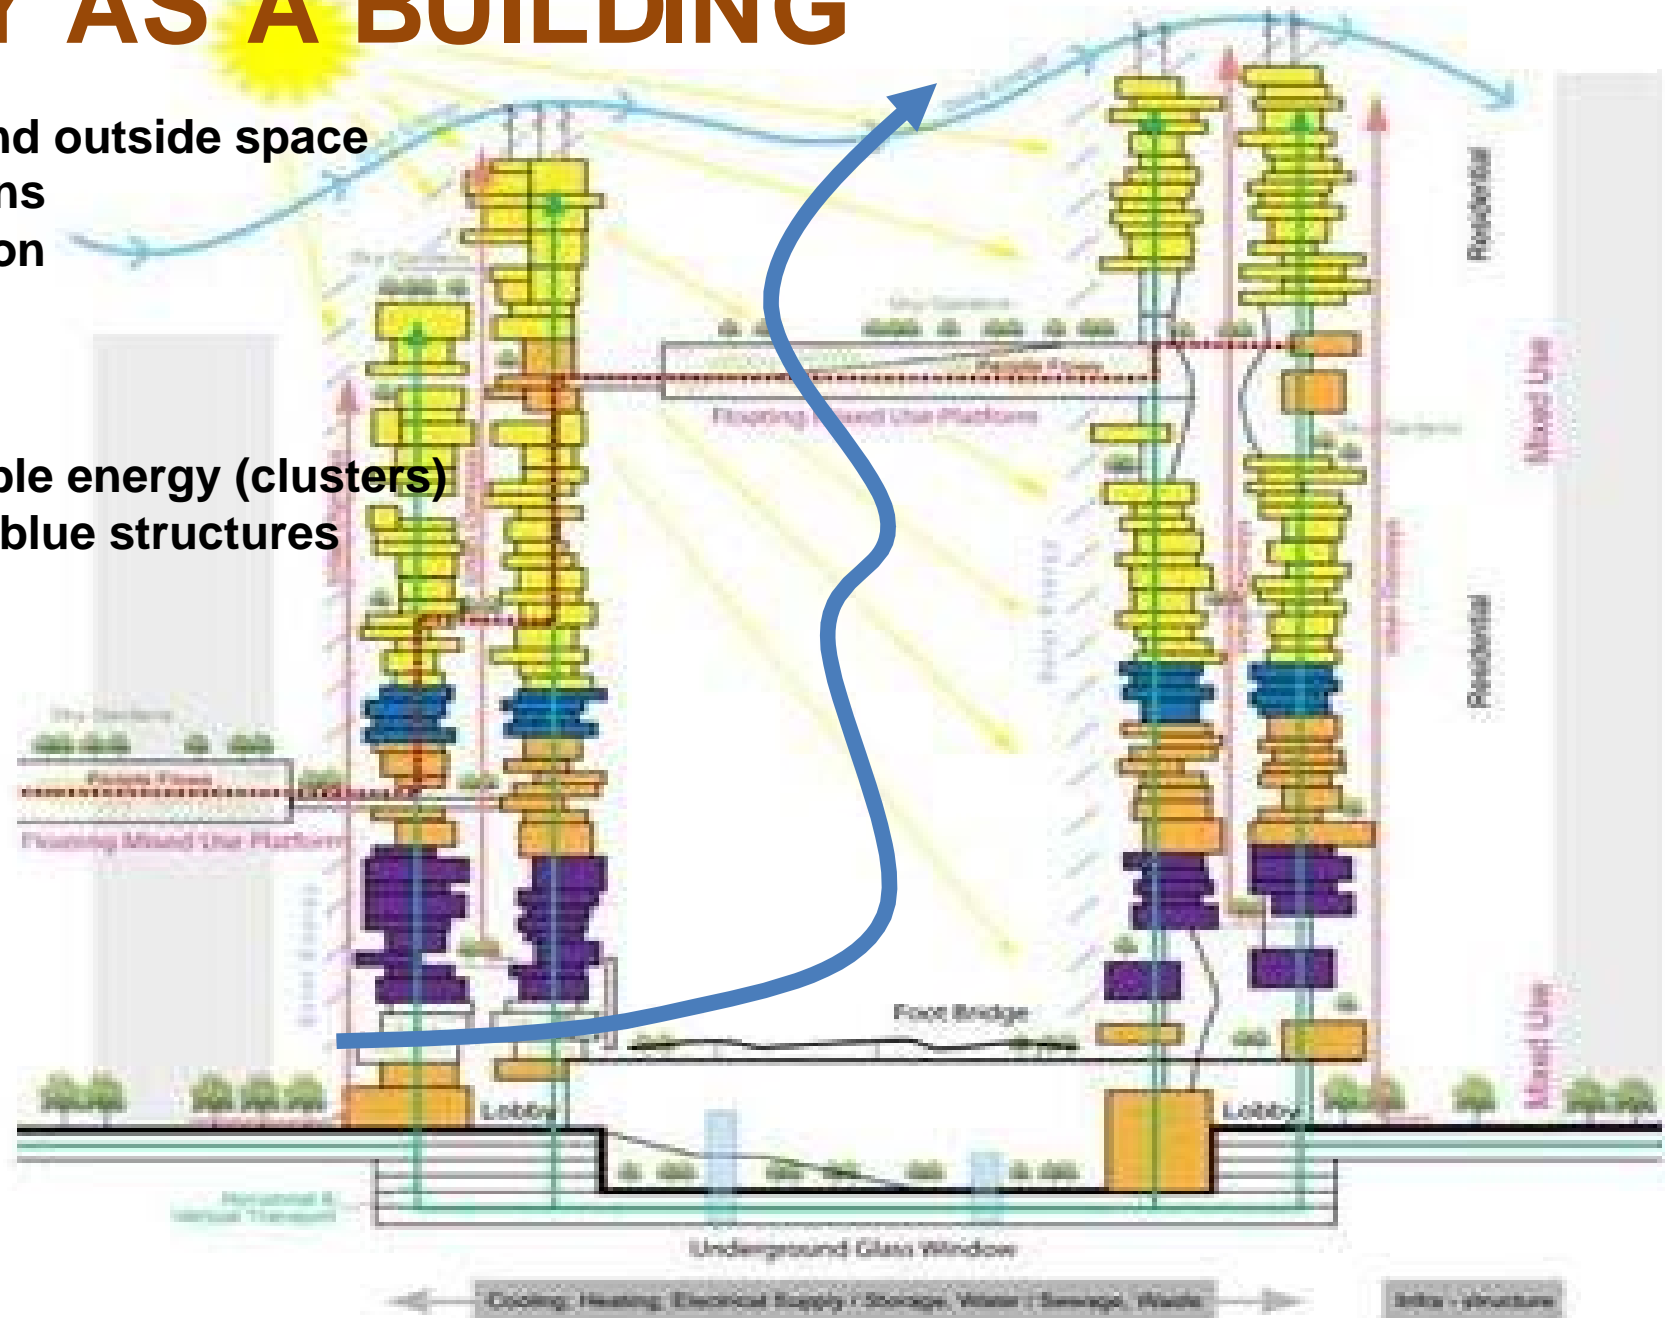 Y AS A BUILDING
nd outside space
ns
on
ble energy (clusters)
blue structures
Residential
Sky Gardens
People Flows
Floating Mixed Use Platform
Mixed Use
Sky Gardens
Residential
Sky Gardens
People Flows
Floating Mixed Use Platform
Foot Bridge
Mixed Use
Lobby
Lobby
Horizontal &
Vertical Transport
Underground Glass Window
Cooling, Heating, Electrical Supply / Storage, Water / Sewage, Waste
Infra - structure